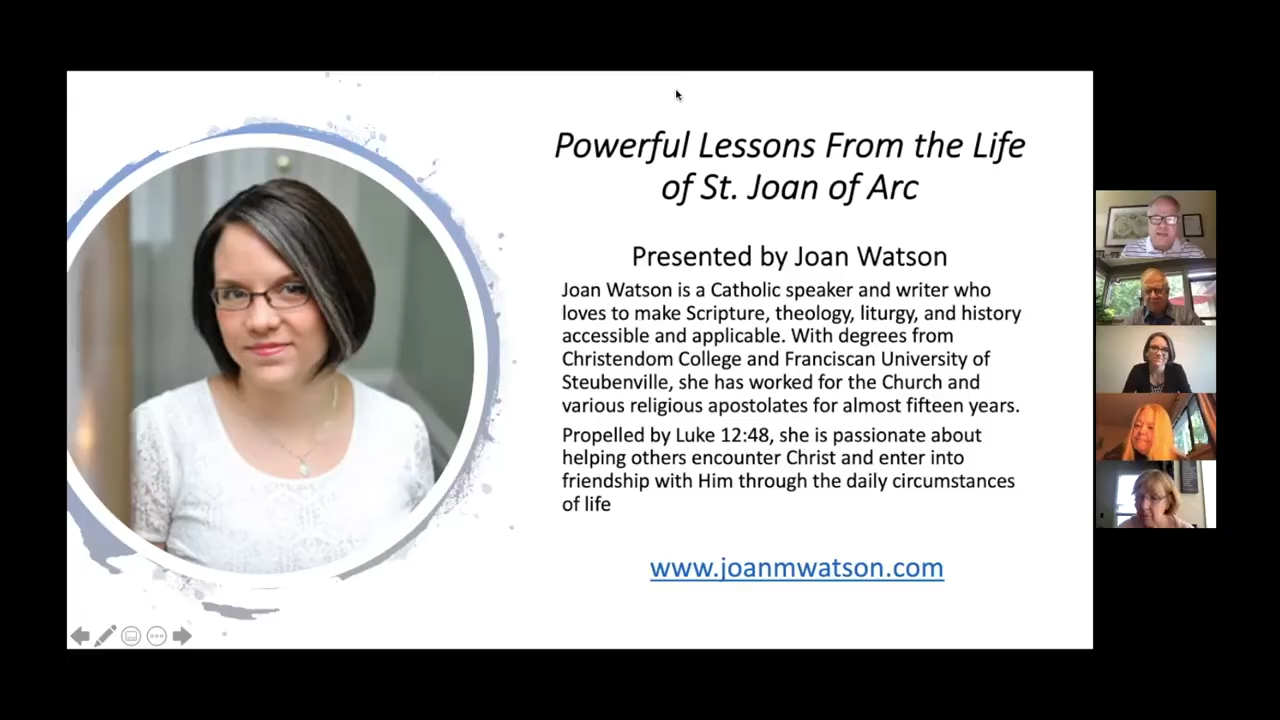 Powerful Lessons From the Life
of St. Joan of Arc
Presented by Joan Watson
Joan Watson is a Catholic speaker and writer who
loves to make Scripture, theology, liturgy, and history
accessible and applicable. With degrees from
Christendom College and Franciscan University of
Steubenville, she has worked for the Church and
various religious apostolates for almost fifteen years.
Propelled by Luke 12:48, she is passionate about
helping others encounter Christ and enter into
friendship with Him through the daily circumstances
of life
www.joanmwatson.com